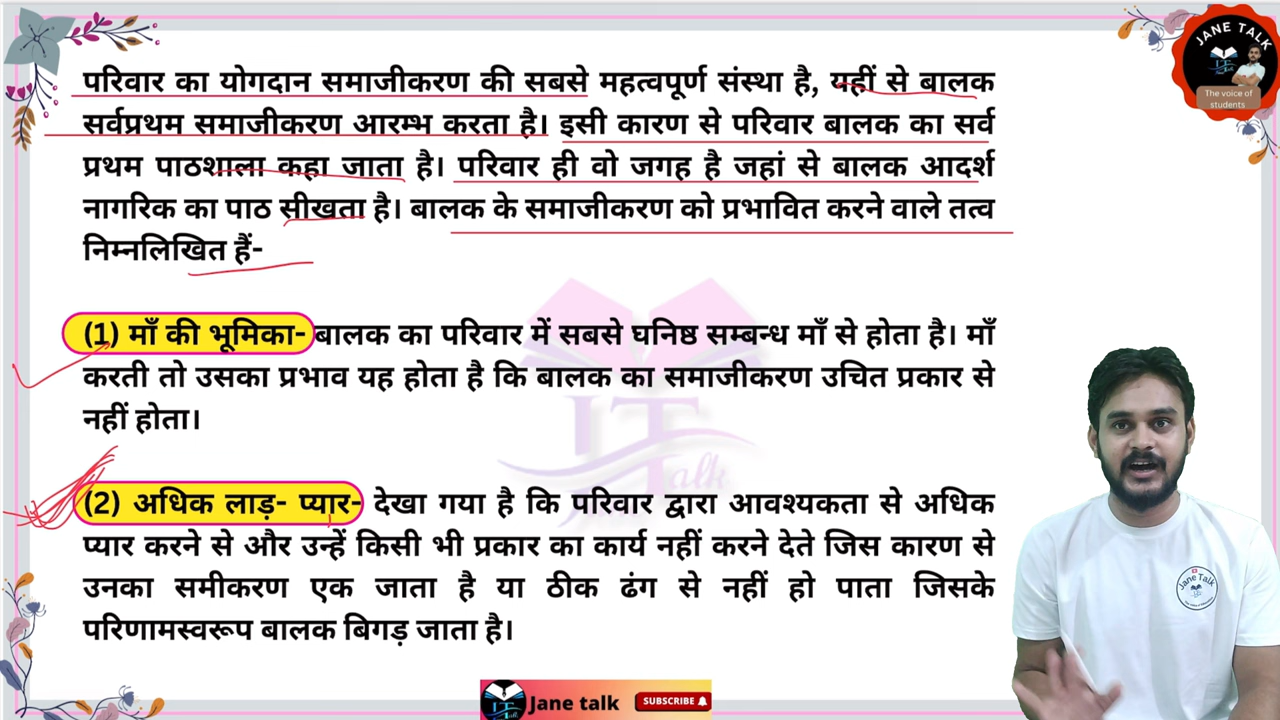 परिवार का योगदान समाजीकरण की सबसे महत्वपूर्ण संस्था है, यहीं से बालक
सर्वप्रथम समाजीकरण आरम्भ करता है। इसी कारण से परिवार बालक का सर्व
प्रथम पाठशाला कहा जाता है। परिवार ही वो जगह है जहां से बालक आदर्श
नागरिक का पाठ सीखता है। बालक के समाजीकरण को प्रभावित करने वाले तत्व
निम्नलिखित हैं-
(1) माँ की भूमिका- बालक का परिवार में सबसे घनिष्ठ सम्बन्ध माँ से होता है। माँ
करती तो उसका प्रभाव यह होता है कि बालक का समाजीकरण उचित प्रकार से
नहीं होता।
(2) अधिक लाड़- प्यार- देखा गया है कि परिवार द्वारा आवश्यकता से अधिक
प्यार करने से और उन्हें किसी भी प्रकार का कार्य नहीं करने देते जिस कारण से
उनका समीकरण एक जाता है या ठीक ढंग से नहीं हो पाता जिसके
परिणामस्वरूप बालक बिगड़ जाता है।
JANE TALK
The voice of
students
JT
Talk
Jane Talk
Jane talk
SUBSCRIBE